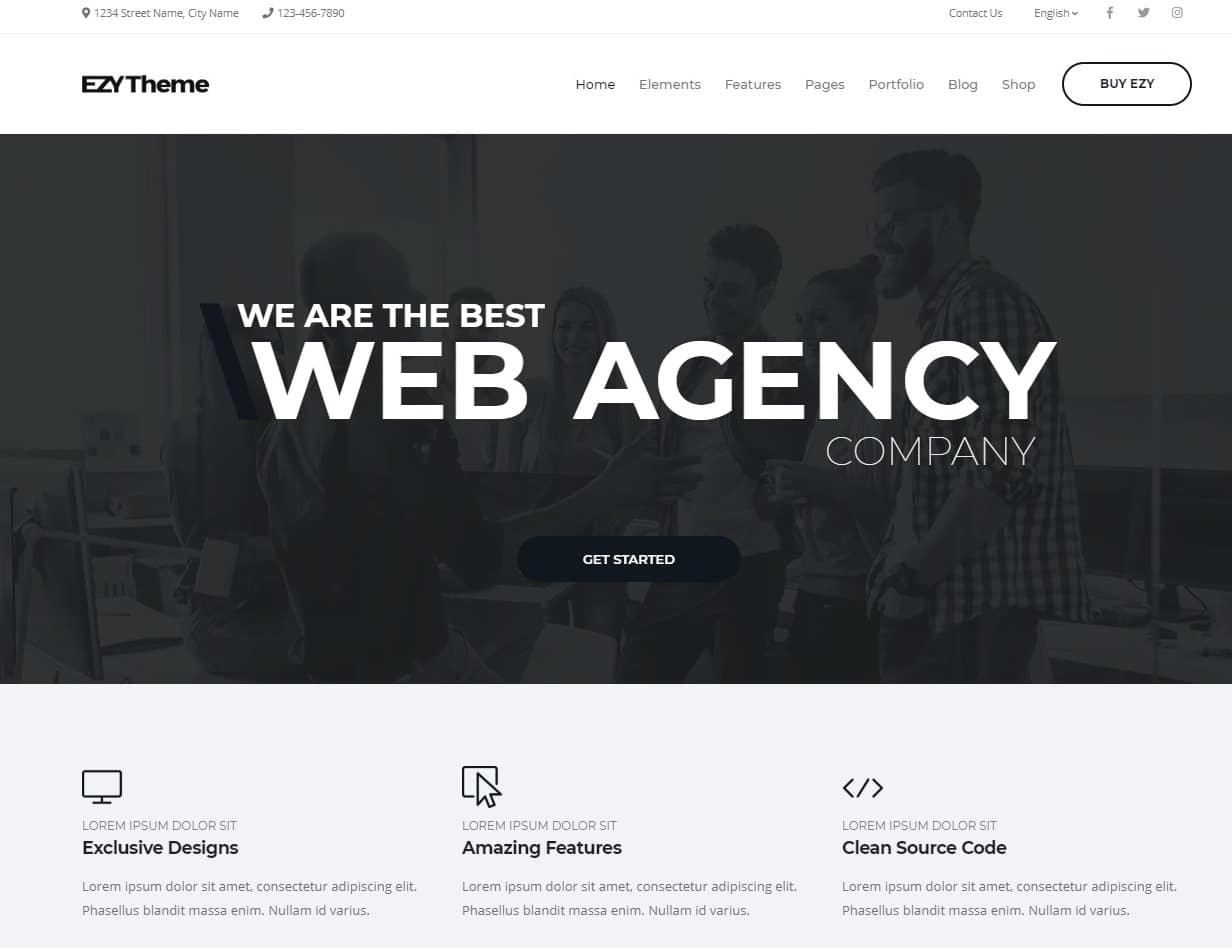 1234 Street Name, City Name 123-456-7890 Contact Us English
EZY Theme Home Elements Features Pages Portfolio Blog Shop BUY EZY
WE ARE THE BEST
WEB AGENCY
COMPANY
GET STARTED
LOREM IPSUM DOLOR SIT
Exclusive Designs
Lorem ipsum dolor sit amet, consectetur adipiscing elit.
Phasellus blandit massa enim. Nullam id varius.
LOREM IPSUM DOLOR SIT
Amazing Features
Lorem ipsum dolor sit amet, consectetur adipiscing elit.
Phasellus blandit massa enim. Nullam id varius.
LOREM IPSUM DOLOR SIT
Clean Source Code
Lorem ipsum dolor sit amet, consectetur adipiscing elit.
Phasellus blandit massa enim. Nullam id varius.